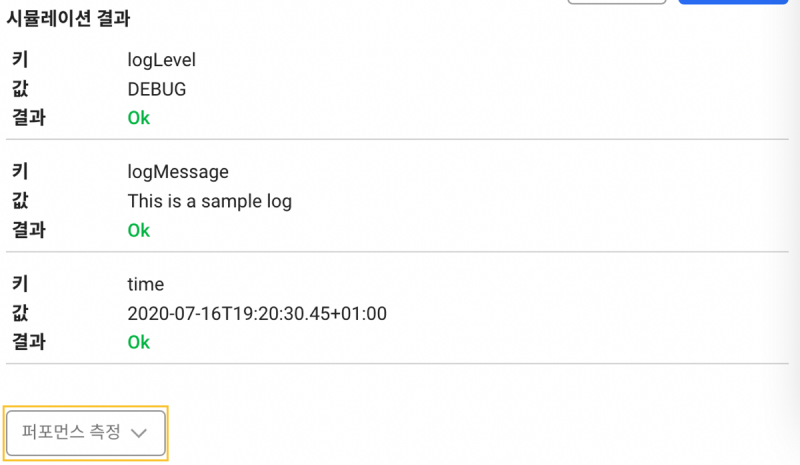 시뮬레이션 결과
키 logLevel
값 DEBUG
결과 Ok
키 logMessage
값 This is a sample log
결과 Ok
키 time
값 2020-07-16T19:20:30.45+01:00
결과 Ok
퍼포먼스 측정